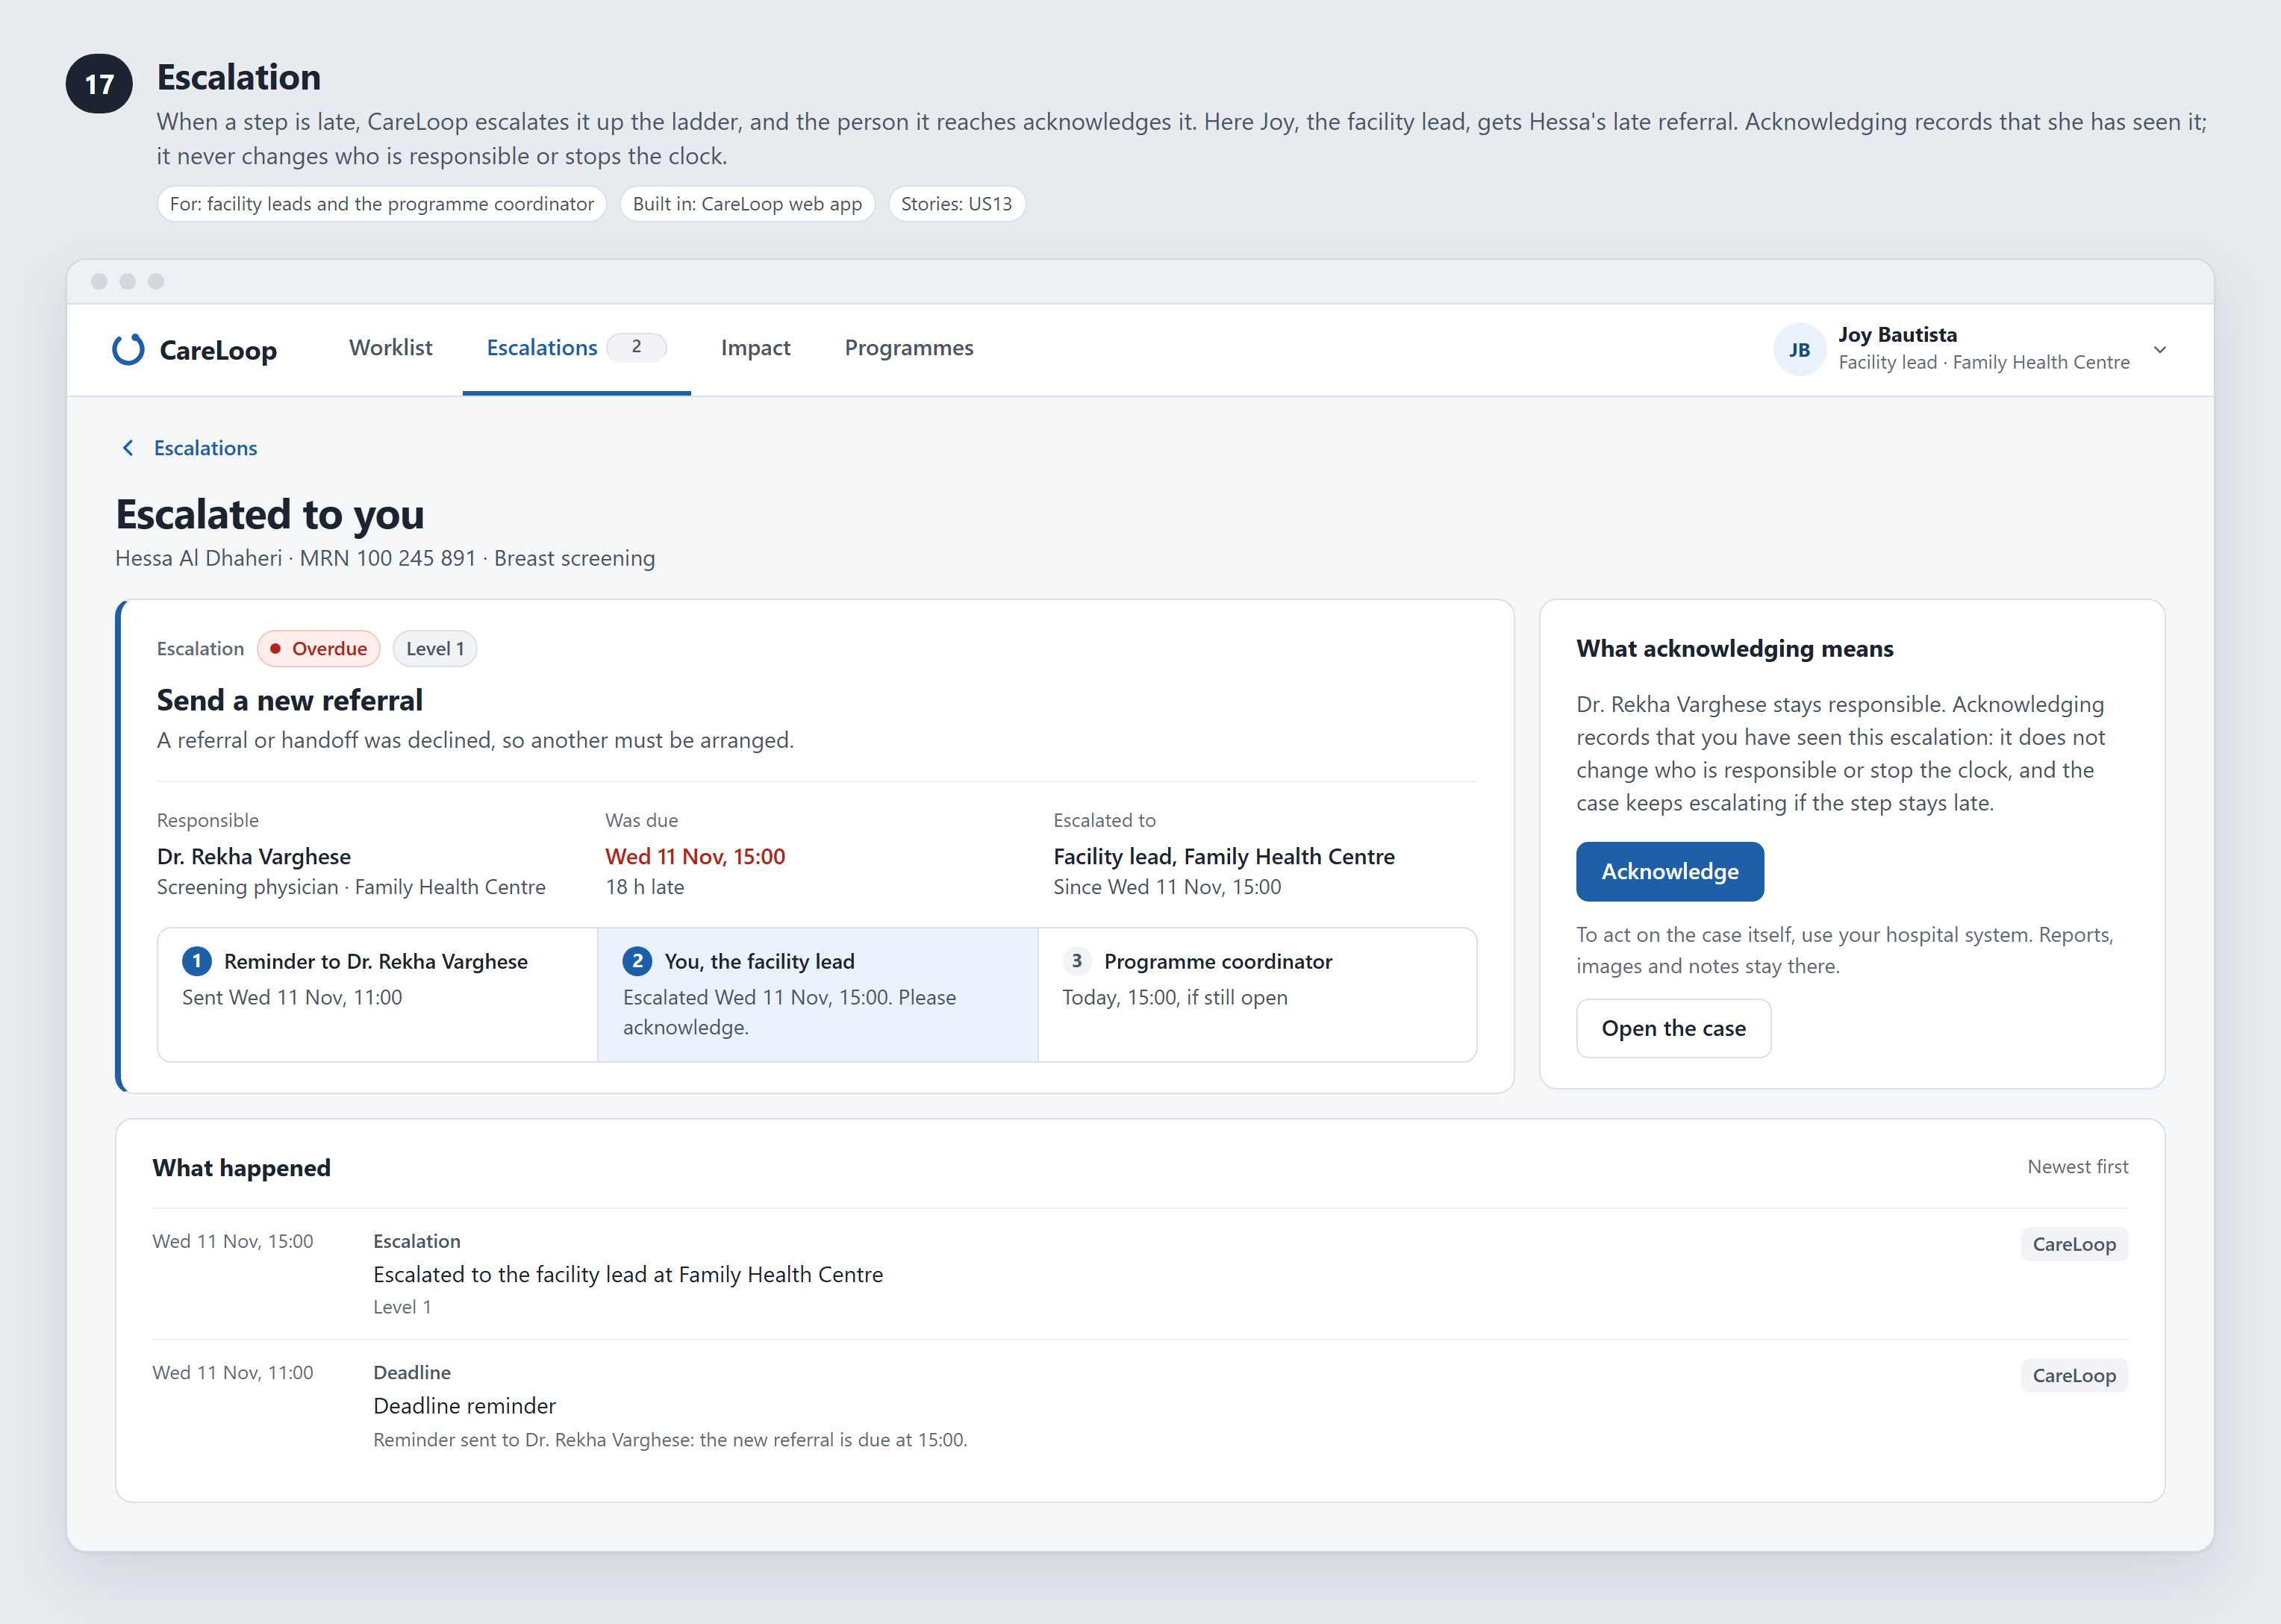 17
Escalation
When a step is late, CareLoop escalates it up the ladder, and the person it reaches acknowledges it. Here Joy, the facility lead, gets Hessa's late referral. Acknowledging records that she has seen it;
it never changes who is responsible or stops the clock.
For: facility leads and the programme coordinator
Built in: CareLoop web app
Stories: US13
CareLoop
Worklist
Escalations 2
Impact
Programmes
JB
Joy Bautista
Facility lead · Family Health Centre
Escalations
Escalated to you
Hessa Al Dhaheri · MRN 100 245 891 · Breast screening
Escalation
Overdue
Level 1
Send a new referral
A referral or handoff was declined, so another must be arranged.
Responsible
Dr. Rekha Varghese
Screening physician · Family Health Centre
Was due
Wed 11 Nov, 15:00
18 h late
Escalated to
Facility lead, Family Health Centre
Since Wed 11 Nov, 15:00
1 Reminder to Dr. Rekha Varghese
Sent Wed 11 Nov, 11:00
2 You, the facility lead
Escalated Wed 11 Nov, 15:00. Please
acknowledge.
3 Programme coordinator
Today, 15:00, if still open
What acknowledging means
Dr. Rekha Varghese stays responsible. Acknowledging
records that you have seen this escalation: it does not
change who is responsible or stop the clock, and the
case keeps escalating if the step stays late.
Acknowledge
To act on the case itself, use your hospital system. Reports,
images and notes stay there.
Open the case
What happened
Newest first
Wed 11 Nov, 15:00
Escalation
Escalated to the facility lead at Family Health Centre
Level 1
CareLoop
Wed 11 Nov, 11:00
Deadline
Deadline reminder
Reminder sent to Dr. Rekha Varghese: the new referral is due at 15:00.
CareLoop